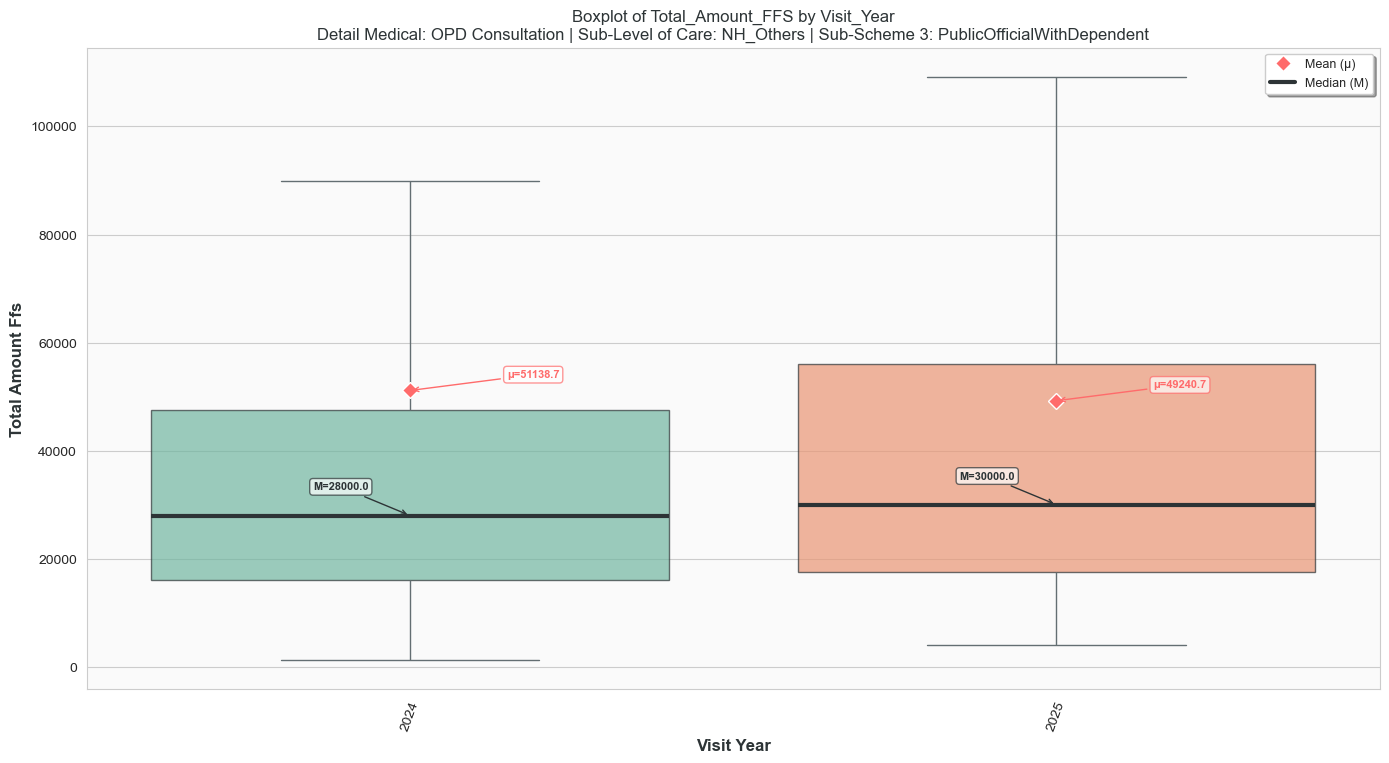 Boxplot of Total_Amount_FFS by Visit_Year
Detail Medical: OPD Consultation | Sub-Level of Care: NH_Others | Sub-Scheme 3: PublicOfficialWithDependent
Mean (μ)
Median (M)
Total Amount Ffs
100000
80000
60000
40000
20000
0
μ=51138.7
M=28000.0
μ=49240.7
M=30000.0
2024
2025
Visit Year